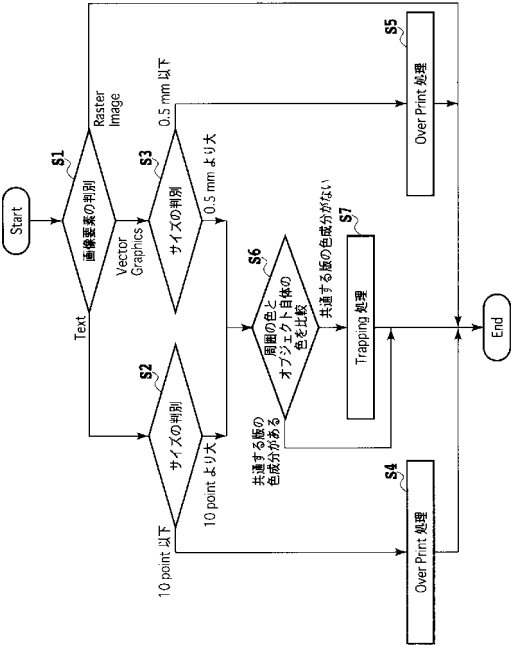 Start
S1
画像要素の判別
Text
Vector
Graphics
Raster
Image
S2
サイズの判別
10 point 以下
10 point より大
S3
サイズの判別
0.5 mm 以下
0.5 mm より大
S6
周囲の色と
オブジェクト自体の
色を比較
共通する版の
色成分がある
共通する版の色成分がない
S7
Trapping 処理
S4
Over Print 処理
S5
Over Print 処理
End